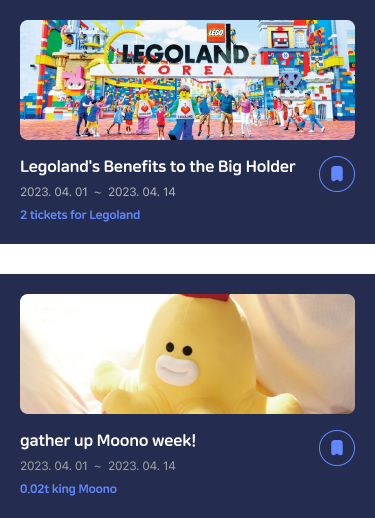 LEGO
LEGOLAND
KOREA
Legoland's Benefits to the Big Holder
2023. 04. 01 ~ 2023. 04. 14
2 tickets for Legoland
gather up Moono week!
2023. 04. 01 ~ 2023. 04. 14
0,02t king Moono